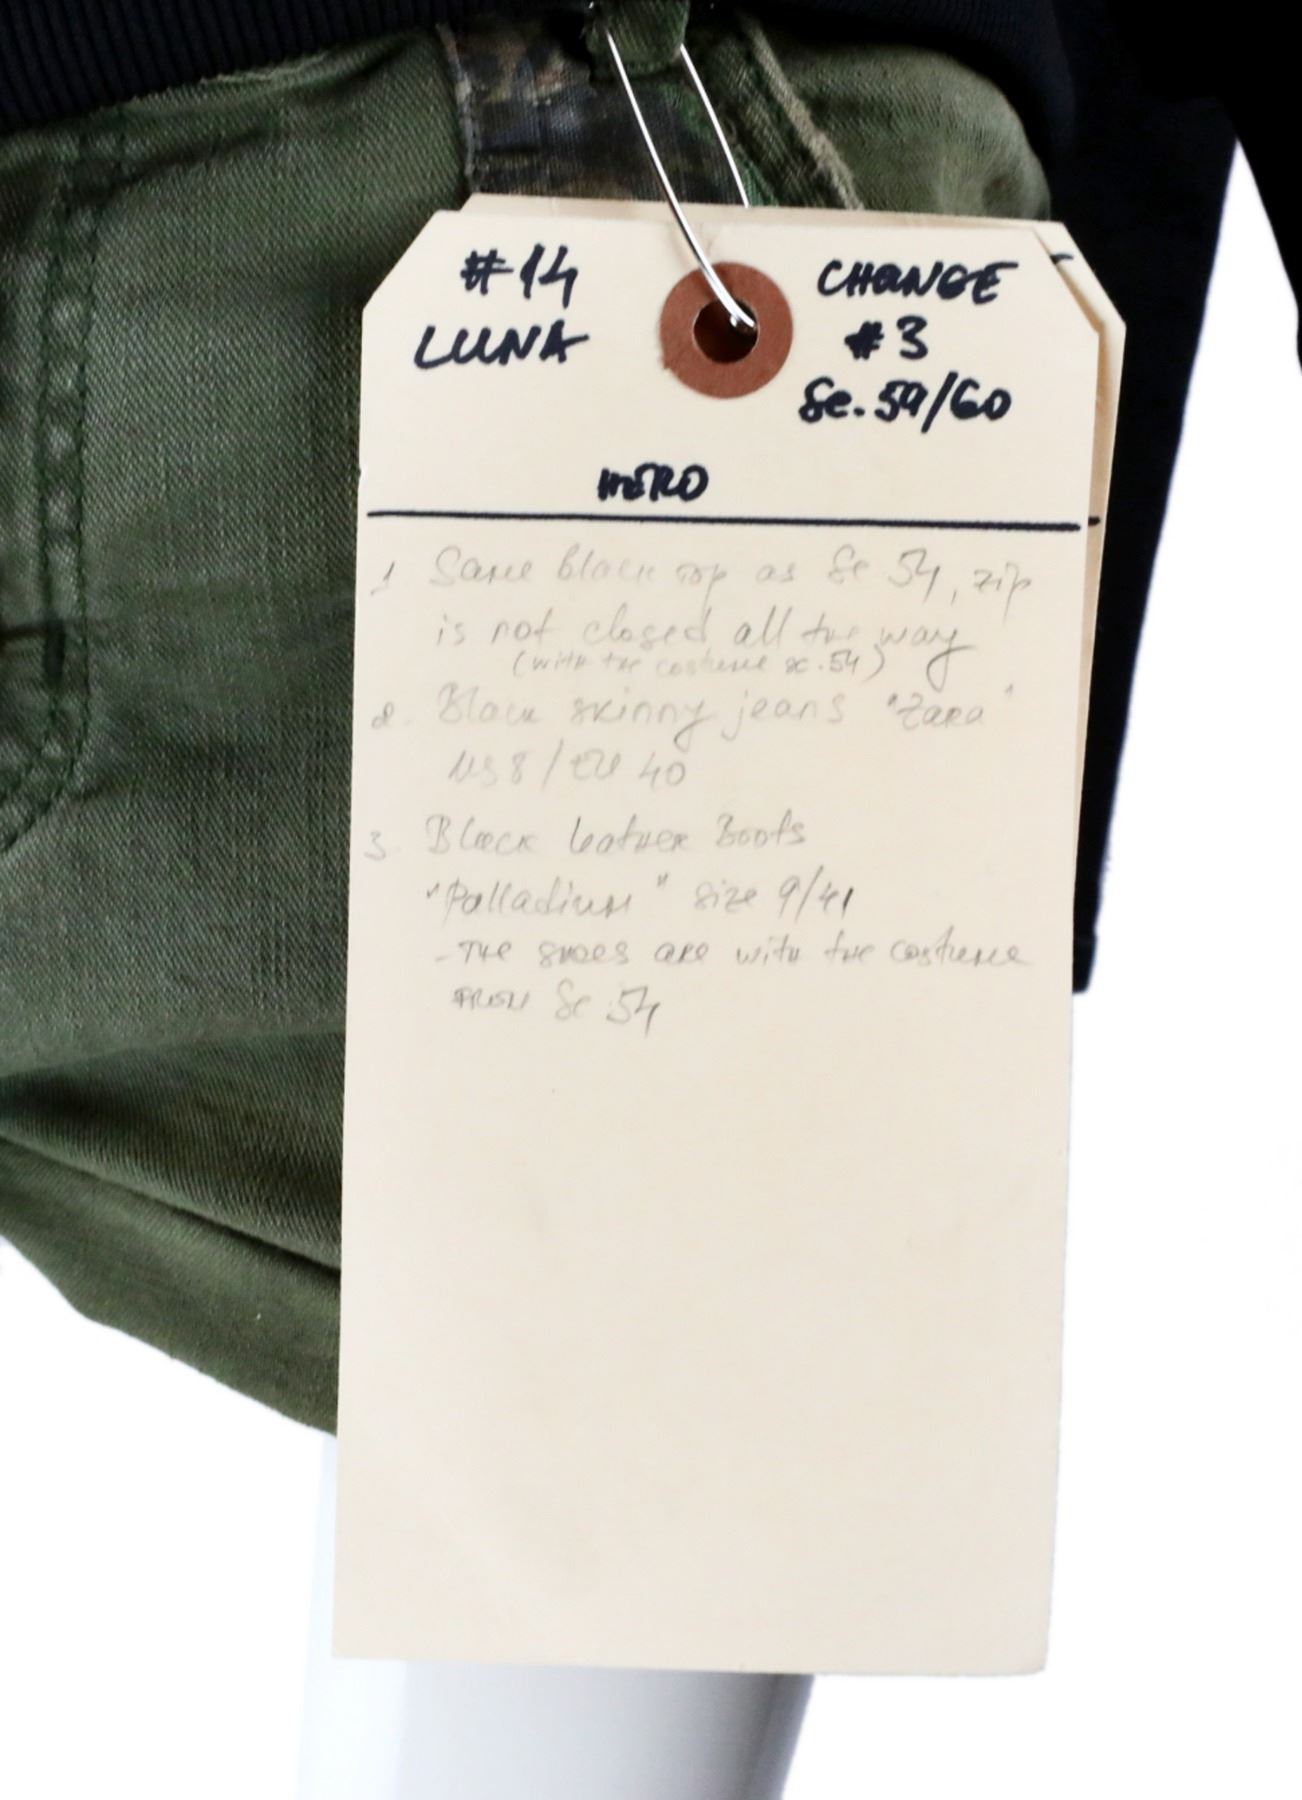 #14
LUNA
CHANGE
#3
Sc. 59/60
HERO
1. Same black top as Sc 54, zip
is not closed all the way
(with the costume sc. 54)
2. Black skinny jeans "Zara"
US 8 / EU 40
3. Black leather Boots
"Palladium" size 9/41
- The shoes are with the costume
from Sc 54